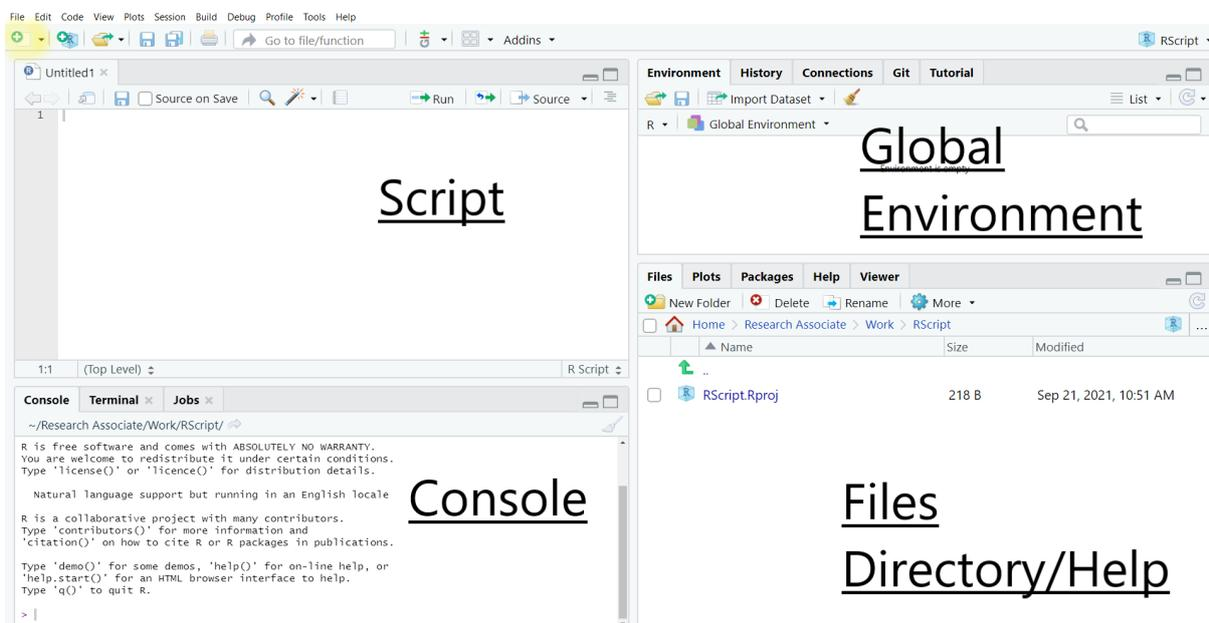 File Edit Code View Plots Session Build Debug Profile Tools Help
Go to file/function Addins RScript
Untitled1
Source on Save Run Source
1
Script
1:1 (Top Level) R Script
Console Terminal Jobs
~/Research Associate/Work/RScript/
R is free software and comes with ABSOLUTELY NO WARRANTY.
You are welcome to redistribute it under certain conditions.
Type 'license()' or 'licence()' for distribution details.
Natural language support but running in an English locale
R is a collaborative project with many contributors.
Type 'contributors()' for more information and
'citation()' on how to cite R or R packages in publications.
Type 'demo()' for some demos, 'help()' for on-line help, or
'help.start()' for an HTML browser interface to help.
Type 'q()' to quit R.
>
Console
Environment History Connections Git Tutorial
Import Dataset List
R Global Environment
Environment is empty
Global
Environment
Files Plots Packages Help Viewer
New Folder Delete Rename More
Home > Research Associate > Work > RScript ...
Name Size Modified
..
RScript.Rproj 218 B Sep 21, 2021, 10:51 AM
Files
Directory/Help